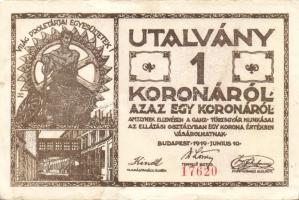 VILÁG PROLETÁRJAI EGYESÜLJETEK!
UTALVÁNY
1
KORONÁRÓL
AZAZ EGY KORONÁRÓL
AMELYNEK ELLENÉBEN A GANZ-TÖRZSGYÁR MUNKÁSAI
AZ ELLÁTÁSI OSZTÁLYBAN EGY KORONA ÉRTÉKBEN
VÁSÁROLHATNAK.
BUDAPEST·1919·JUNIUS 10·
17620